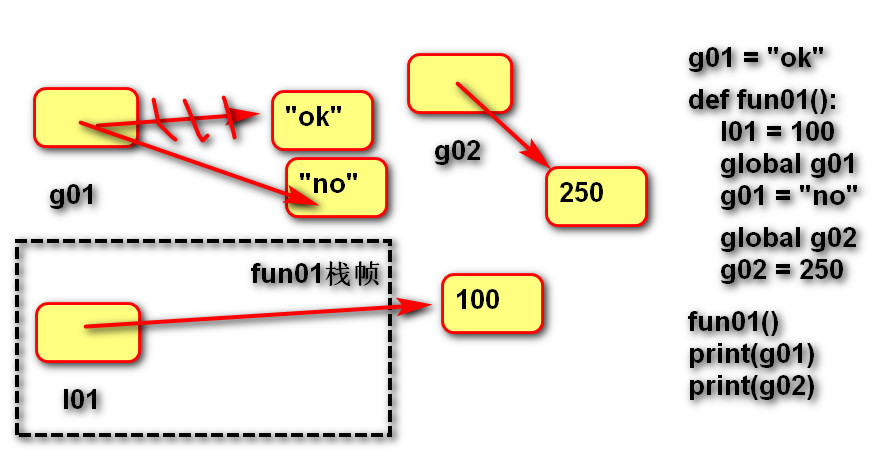 g01
"ok"
"no"
g02
250
fun01栈帧
l01
100
g01 = "ok"
def fun01():
l01 = 100
global g01
g01 = "no"
global g02
g02 = 250
fun01()
print(g01)
print(g02)